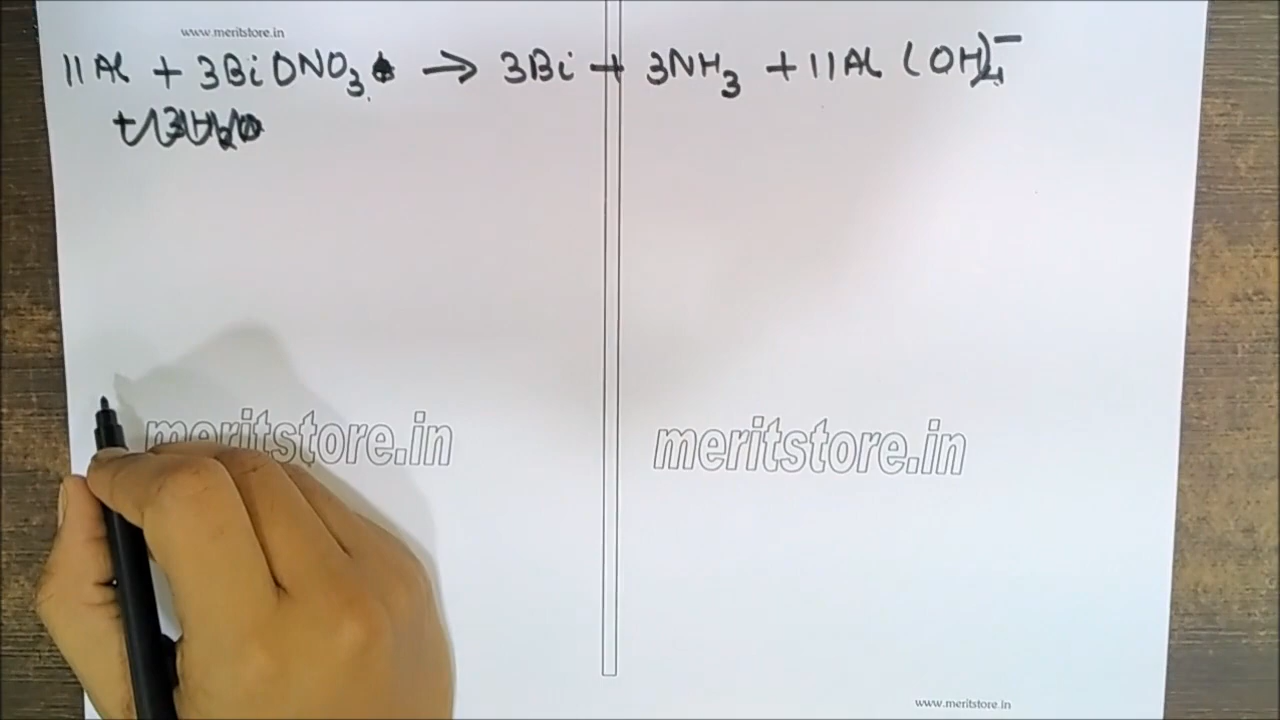 www.meritstore.in
11Al + 3BiONO3 → 3Bi + 3NH3 + 11Al(OH)4−
meritstore.in meritstore.in
www.meritstore.in